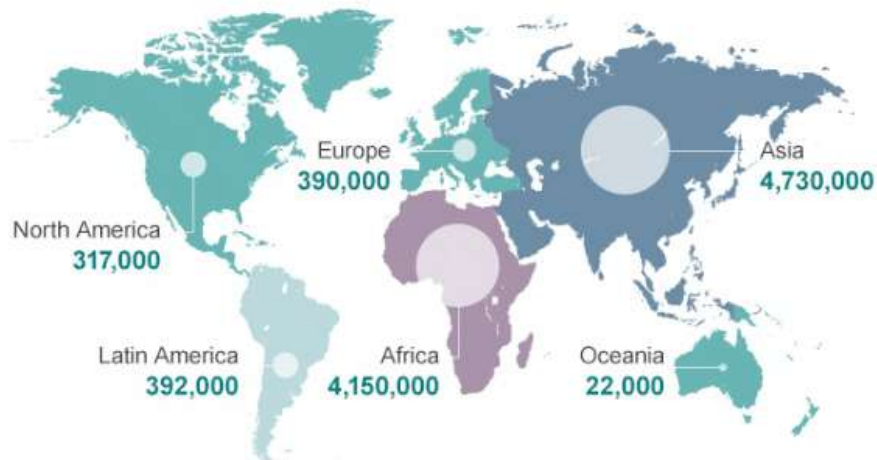 Europe
390,000
Asia
4,730,000
North America
317,000
Latin America
392,000
Africa
4,150,000
Oceania
22,000